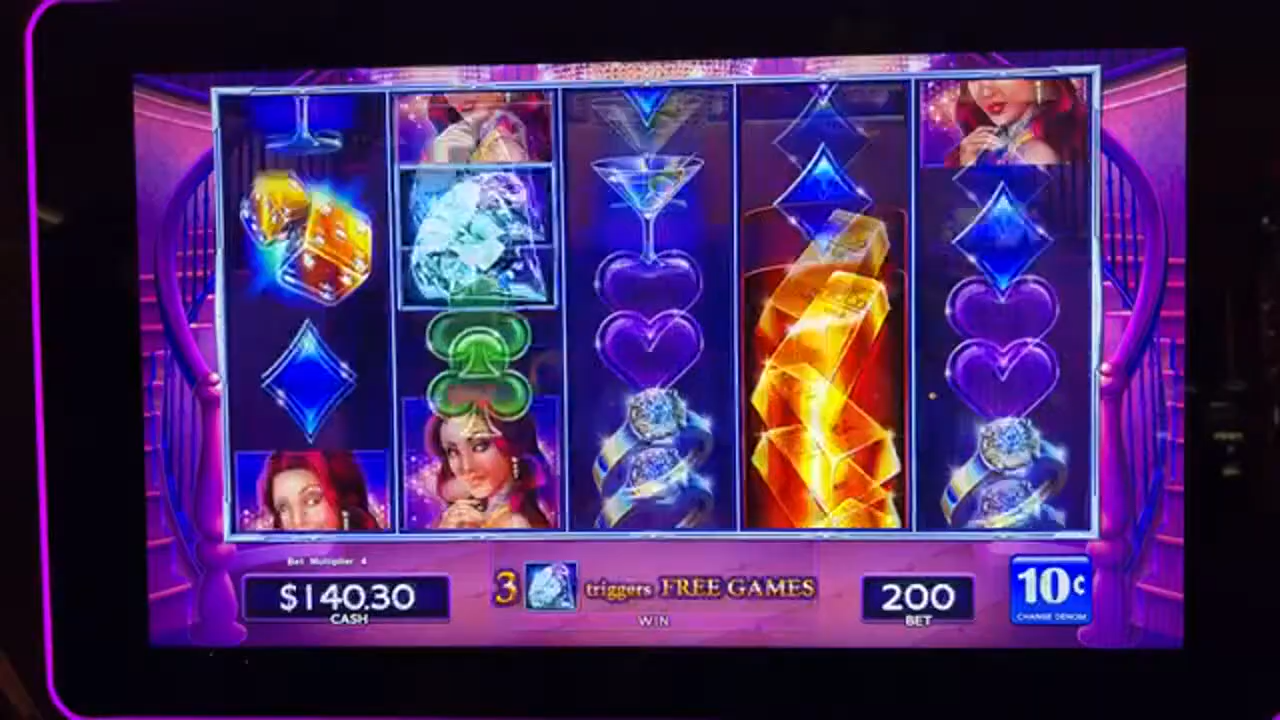 Bet Multiplier 4
$140.30
CASH
3 triggers FREE GAMES
WIN
200
BET
10¢
CHANGE DENOM